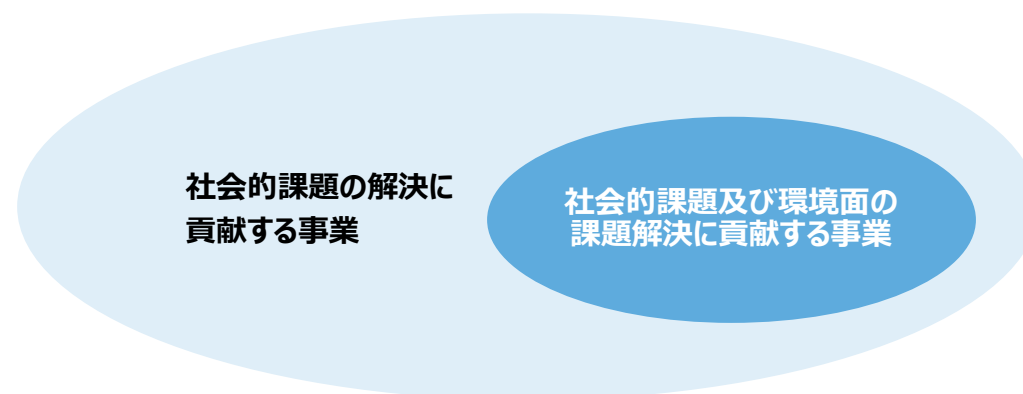 社会的課題の解決に
貢献する事業
社会的課題及び環境面の
課題解決に貢献する事業